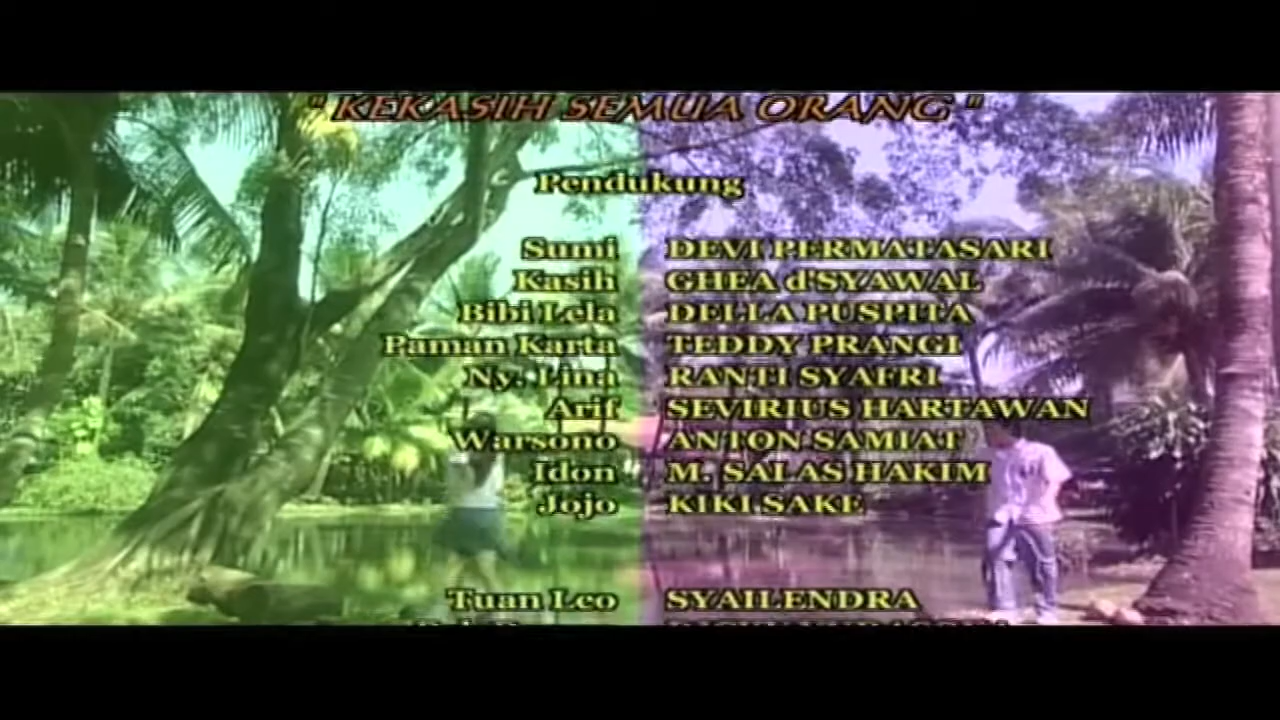 " KEKASIH SEMUA ORANG "
Pendukung
Sumi DEVI PERMATASARI
Kasih GHEA d'SYAWAL
Bibi Lela DELLA PUSPITA
Paman Karta TEDDY PRANGI
Ny. Lina RANTI SYAFRI
Arif SEVIRIUS HARTAWAN
Warsono ANTON SAMIAT
Idon M. SALAS HAKIM
Jojo KIKI SAKE
Tuan Leo SYAILENDRA